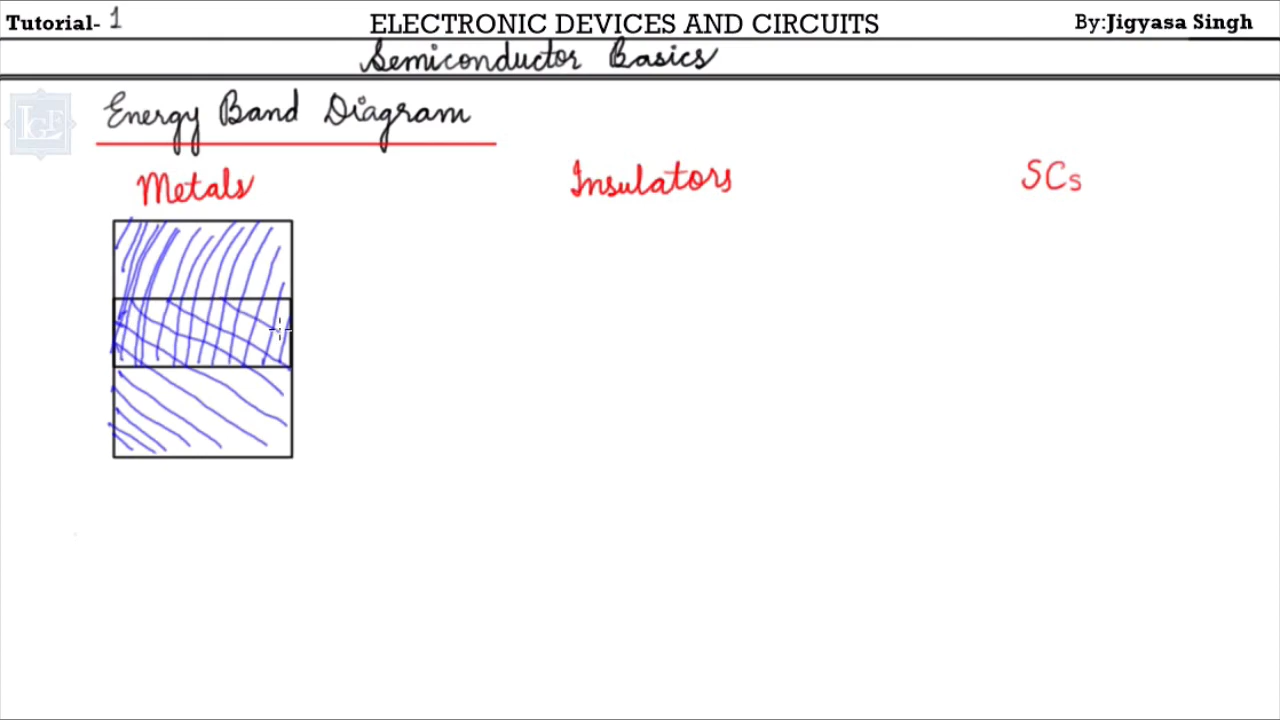 Tutorial- 1 ELECTRONIC DEVICES AND CIRCUITS By:Jigyasa Singh
Semiconductor Basics
Energy Band Diagram
Metals Insulators SCs